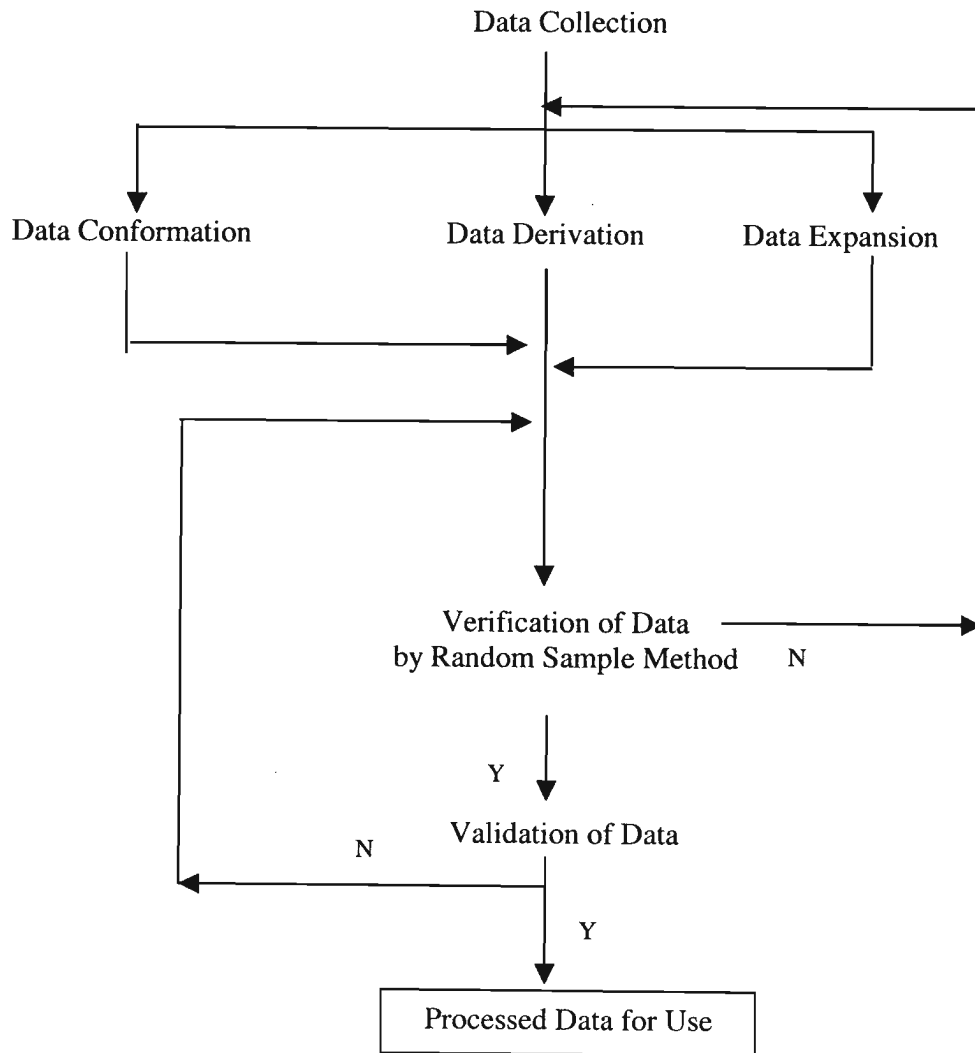 Data Collection
Data Conformation
Data Derivation
Data Expansion
Verification of Data
by Random Sample Method
N
Y
Validation of Data
N
Y
Processed Data for Use